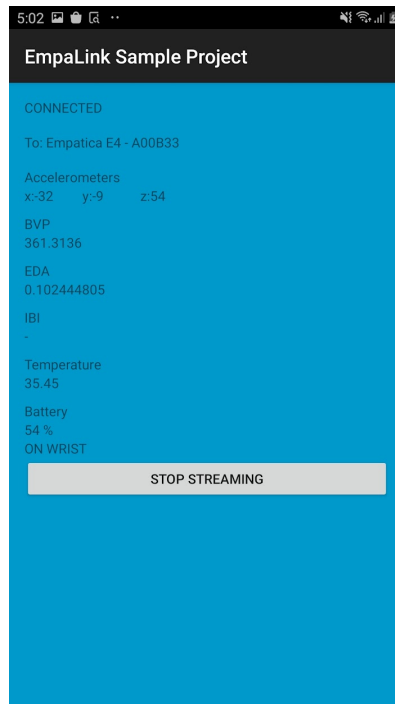 5:02
EmpaLink Sample Project
CONNECTED
To: Empatica E4 - A00B33
Accelerometers
x:-32 y:-9 z:54
BVP
361.3136
EDA
0.102444805
IBI
-
Temperature
35.45
Battery
54 %
ON WRIST
STOP STREAMING